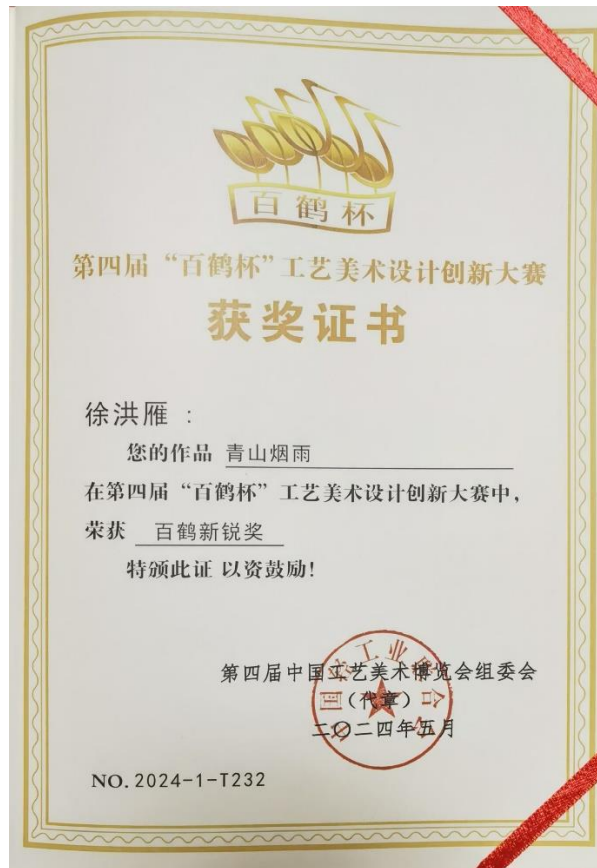 百鹤杯
第四届“百鹤杯”工艺美术设计创新大赛
获奖证书
徐洪雁：
您的作品 青山烟雨
在第四届“百鹤杯”工艺美术设计创新大赛中，
荣获 百鹤新锐奖
特颁此证 以资鼓励！
第四届中国工艺美术博览会组委会
（代章）
二〇二四年五月
NO.2024-1-T232